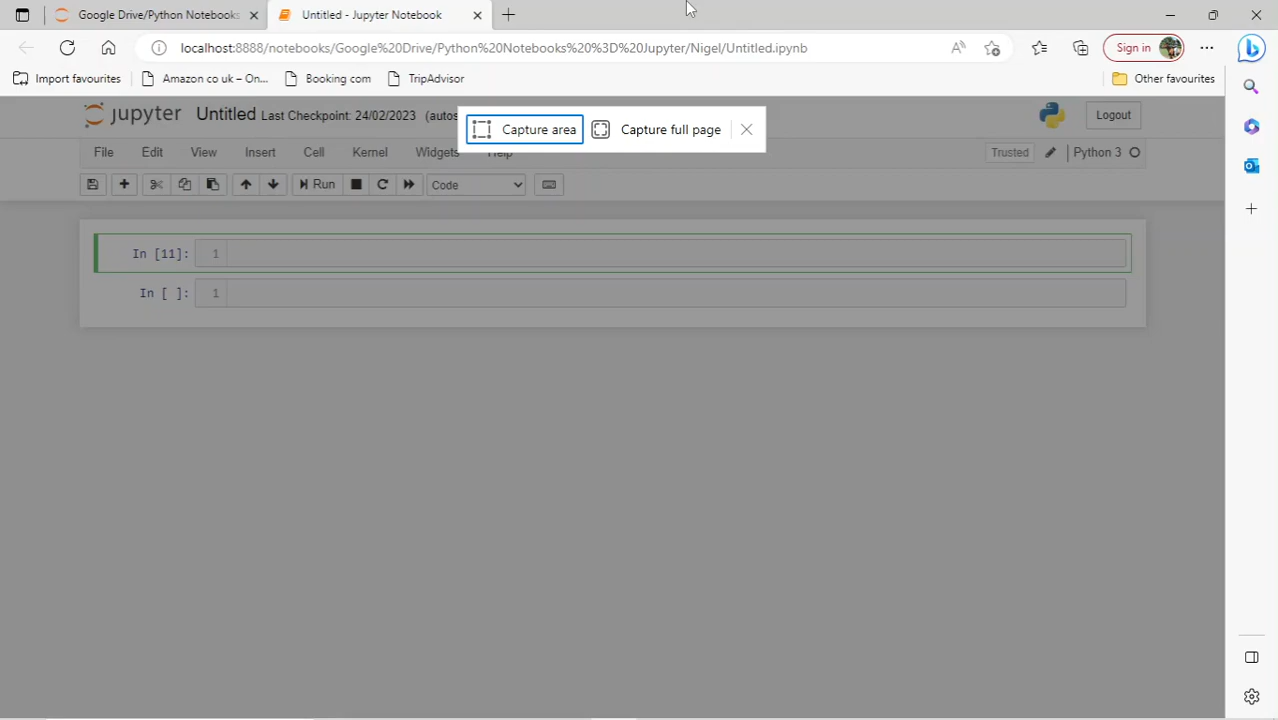 Google Drive/Python Notebooks
Untitled - Jupyter Notebook
localhost:8888/notebooks/Google%20Drive/Python%20Notebooks%20%3D%20Jupyter/Nigel/Untitled.ipynb
Sign in
Import favourites
Amazon co uk – On...
Booking com
TripAdvisor
Other favourites
jupyter Untitled Last Checkpoint: 24/02/2023 (autos
Logout
Capture area
Capture full page
File Edit View Insert Cell Kernel Widgets Help
Trusted
Python 3
Run
Code
In [11]: 1
In [ ]: 1